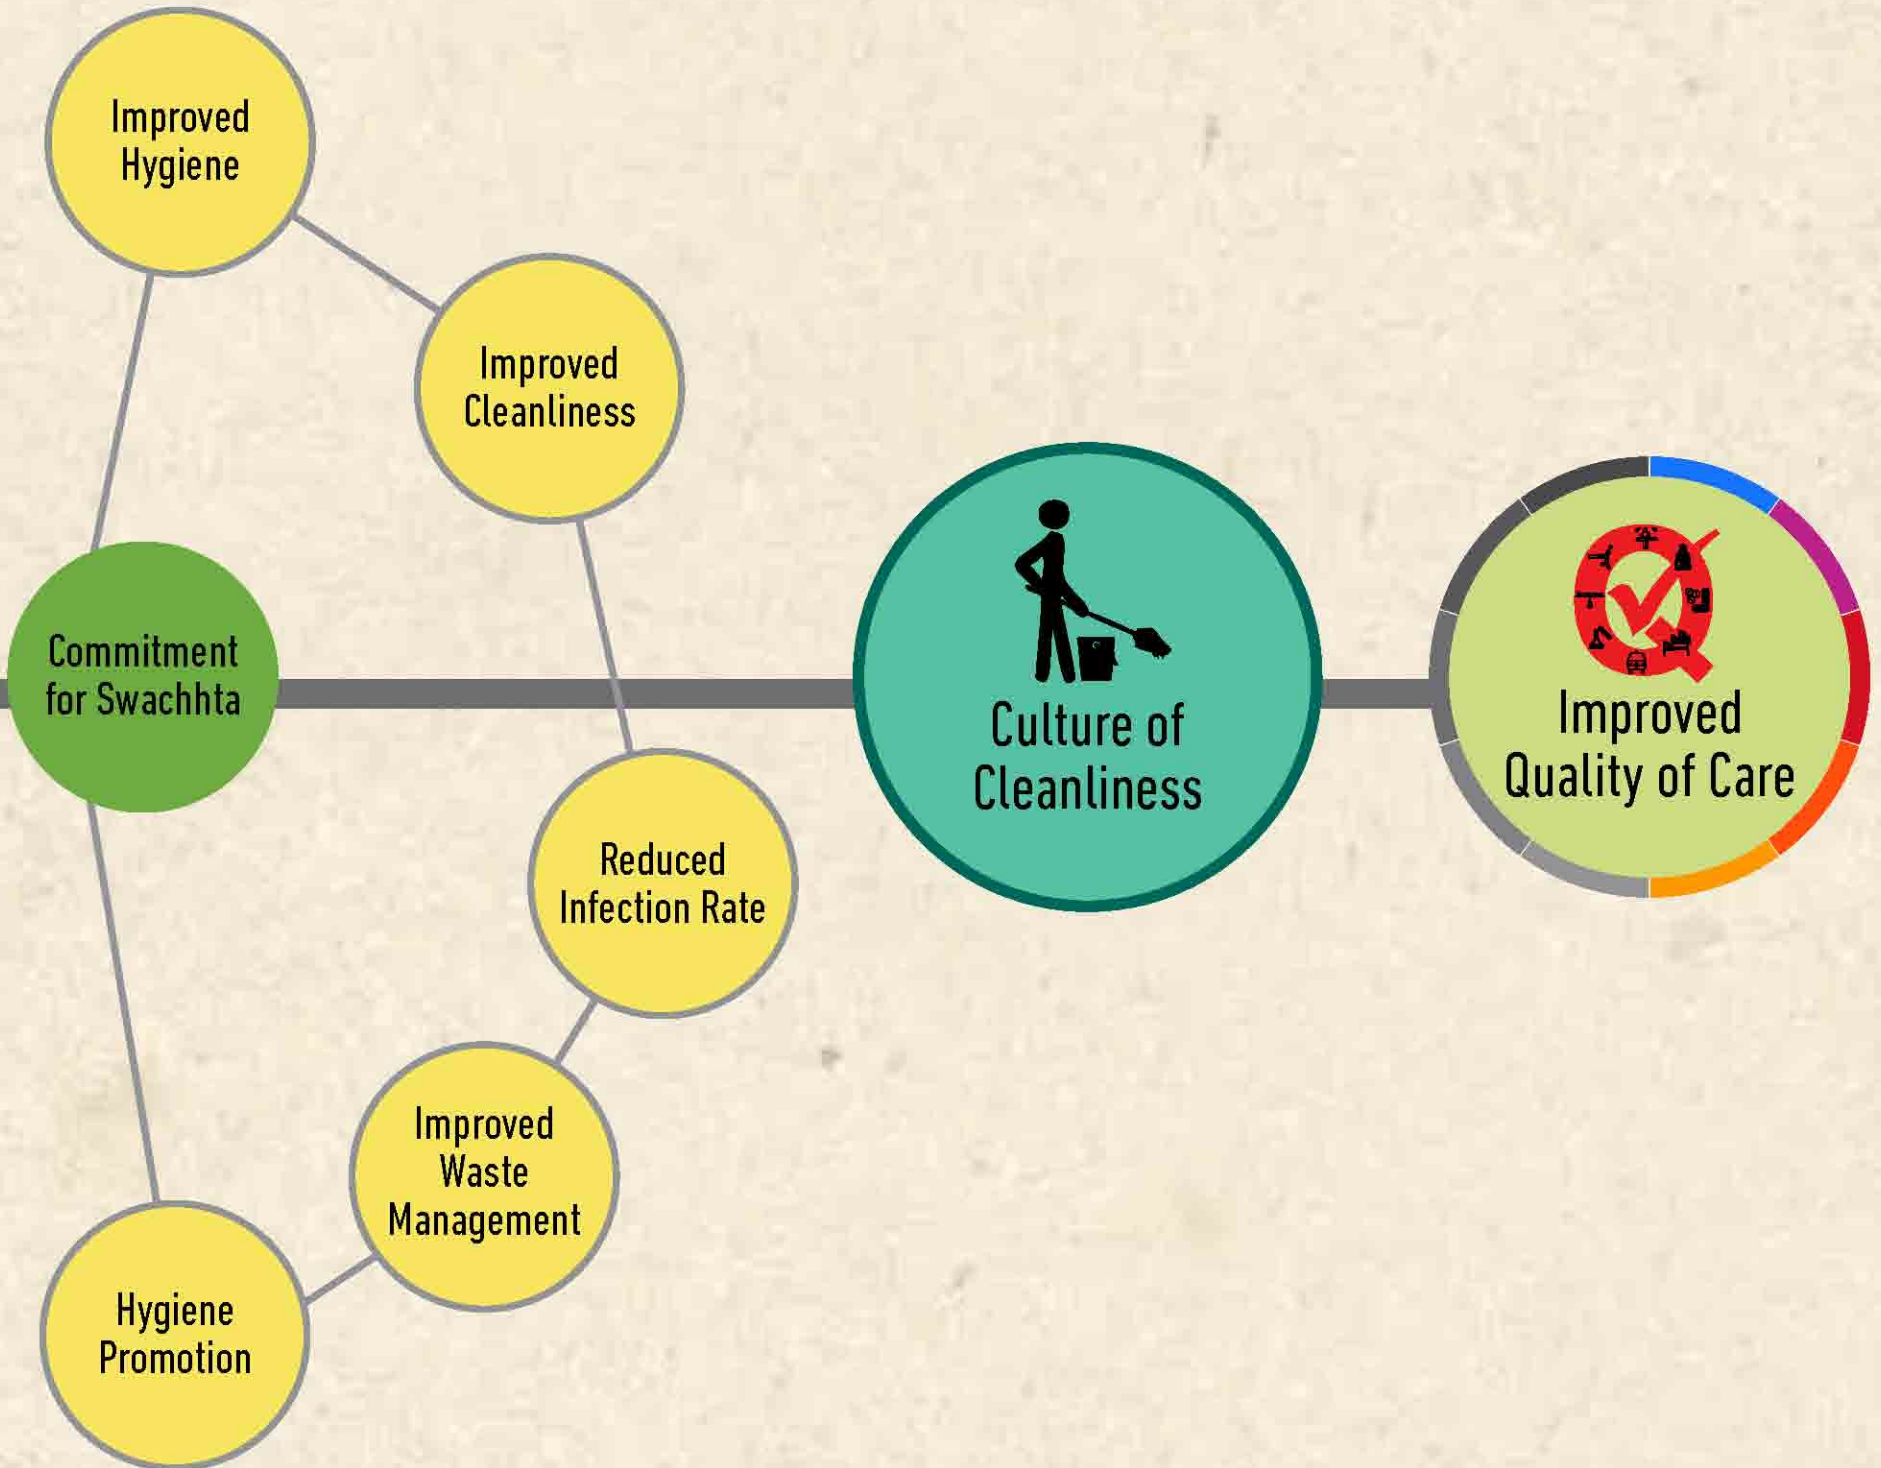 Improved
Hygiene
Improved
Cleanliness
Commitment
for Swachhta
Culture of
Cleanliness
Improved
Quality of Care
Reduced
Infection Rate
Improved
Waste
Management
Hygiene
Promotion